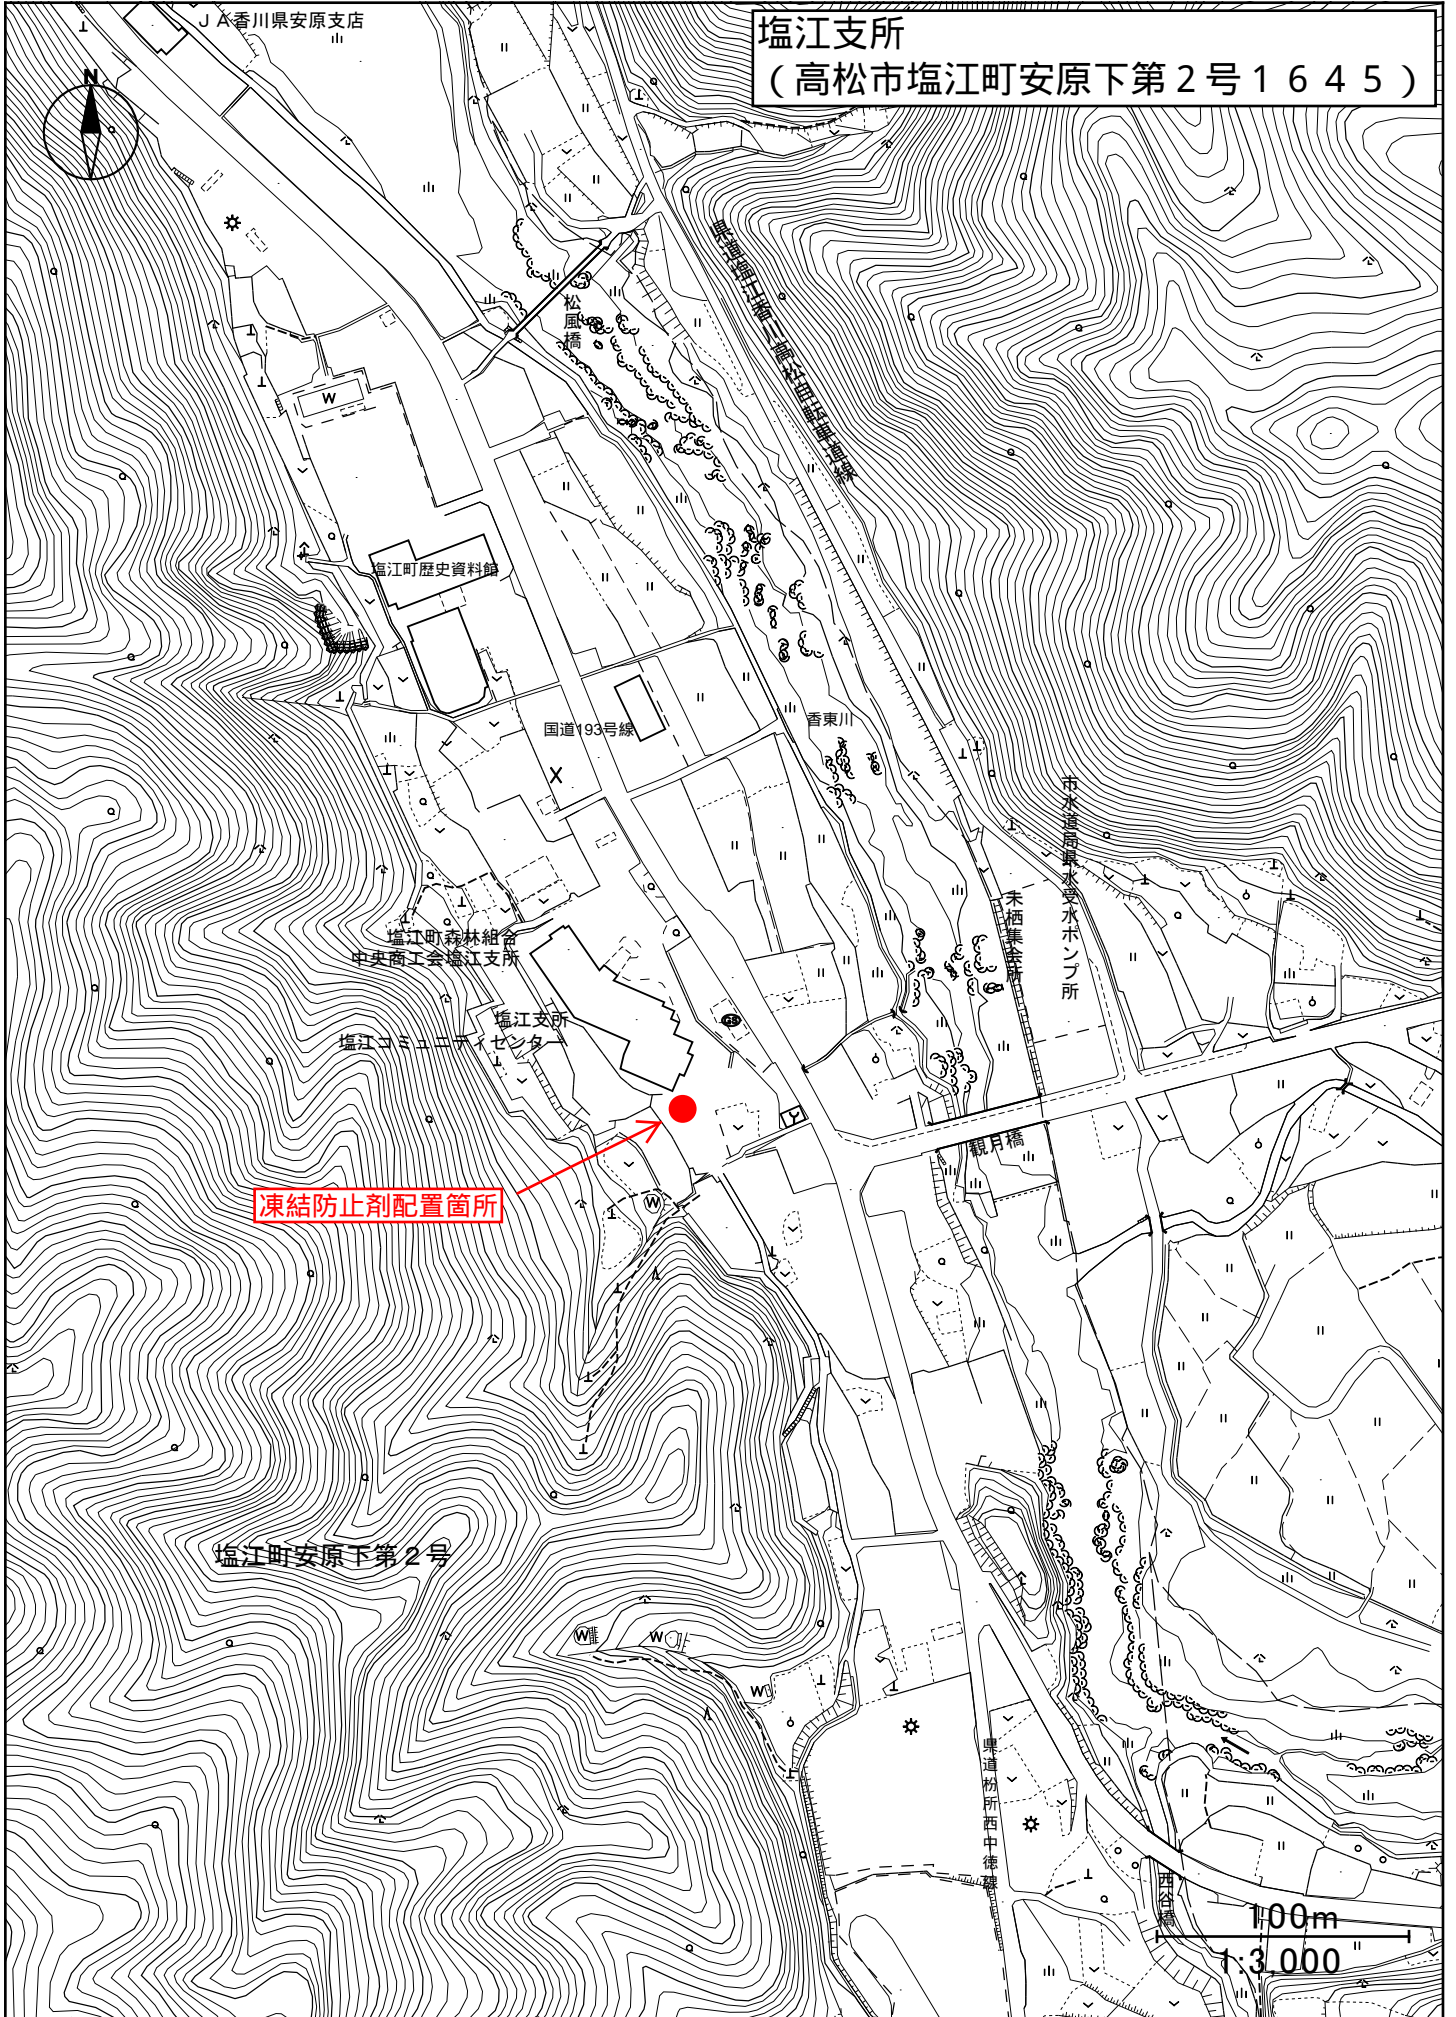 塩江支所
（高松市塩江町安原下第２号１６４５）
ＪＡ香川県安原支店
N
松風橋
県道塩江香川高松自転車道線
W
塩江町歴史資料館
国道193号線
香東川
市水道局県水受水ポンプ所
未栖集会所
塩江町森林組合
中央商工会塩江支所
塩江支所
塩江コミュニティセンター
GS
観月橋
凍結防止剤配置箇所
W
塩江町安原下第２号
W
W
W
県道枌所西中徳線
西谷橋
100m
1:3,000